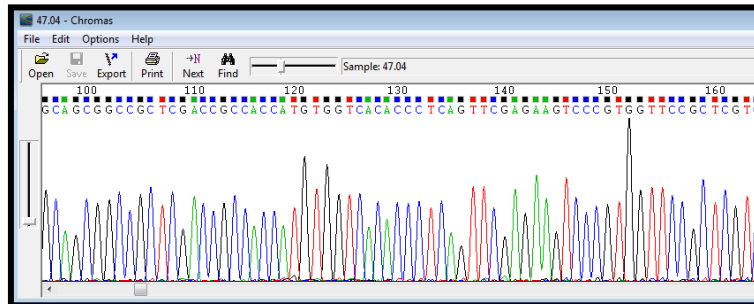 47.04 - Chromas
File Edit Options Help
Open Save Export Print Next Find Sample: 47.04
100 110 120 130 140 150 160
GCAGCGGCCGCTCGACCGCCACCATGTGGTCACACCCTCAGTTCGAGAAGTCCCGTGGTTCCGCTCGT